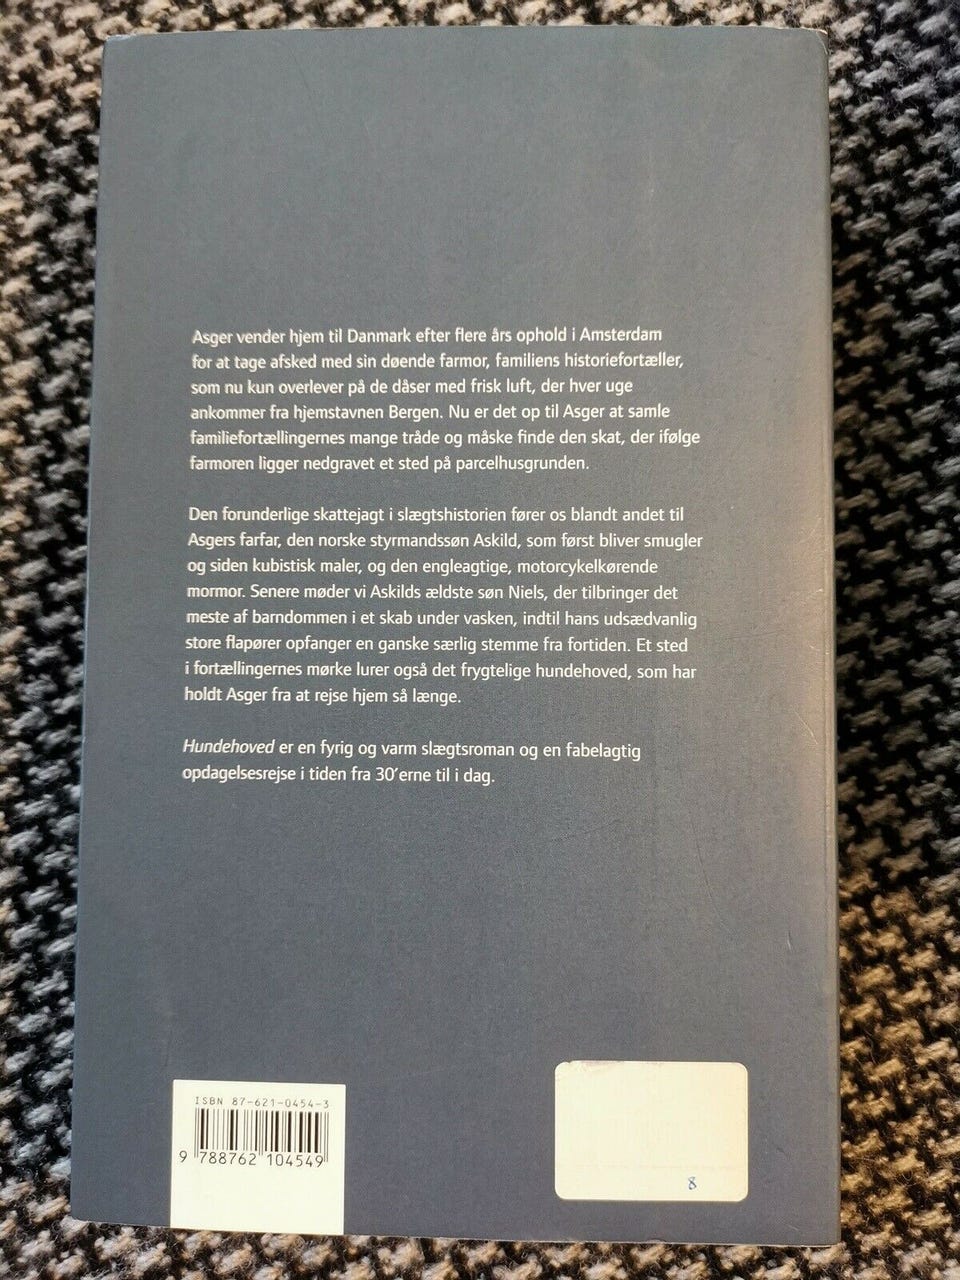 Asger vender hjem til Danmark efter flere års ophold i Amsterdam
for at tage afsked med sin døende farmor, familiens historiefortæller,
som nu kun overlever på de dåser med frisk luft, der hver uge
ankommer fra hjemstavnen Bergen. Nu er det op til Asger at samle
familiefortællingernes mange tråde og måske finde den skat, der ifølge
farmoren ligger nedgravet et sted på parcelhusgrunden.
Den forunderlige skattejagt i slægtshistorien fører os blandt andet til
Asgers farfar, den norske styrmandssøn Askild, som først bliver smugler
og siden kubistisk maler, og den engleagtige, motorcykelkørende
mormor. Senere møder vi Askilds ældste søn Niels, der tilbringer det
meste af barndommen i et skab under vasken, indtil hans udsædvanlig
store flapører opfanger en ganske særlig stemme fra fortiden. Et sted
i fortællingernes mørke lurer også det frygtelige hundehoved, som har
holdt Asger fra at rejse hjem så længe.
Hundehoved er en fyrig og varm slægtsroman og en fabelagtig
opdagelsesrejse i tiden fra 30'erne til i dag.
ISBN 87-621-0454-3
9 788762 104549
8